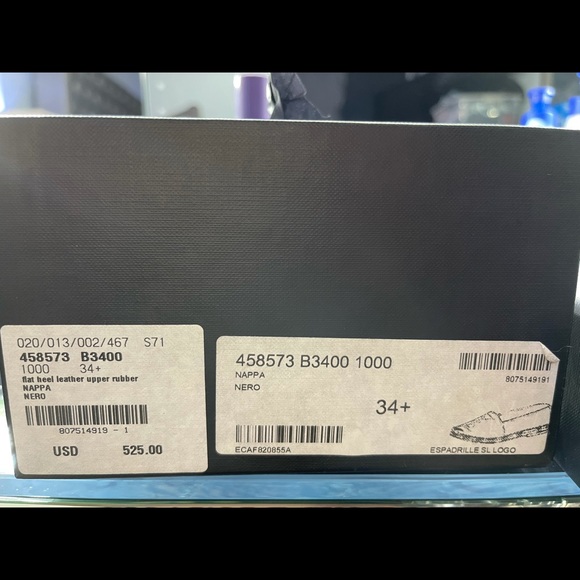 020/013/002/467 S71
458573 B3400
1000 34+
flat heel leather upper rubber
NAPPA
NERO
807514919 - 1
USD 525.00
458573 B3400 1000
NAPPA
NERO
8075149191
34+
ECAF820855A
ESPADRILLE SL LOGO